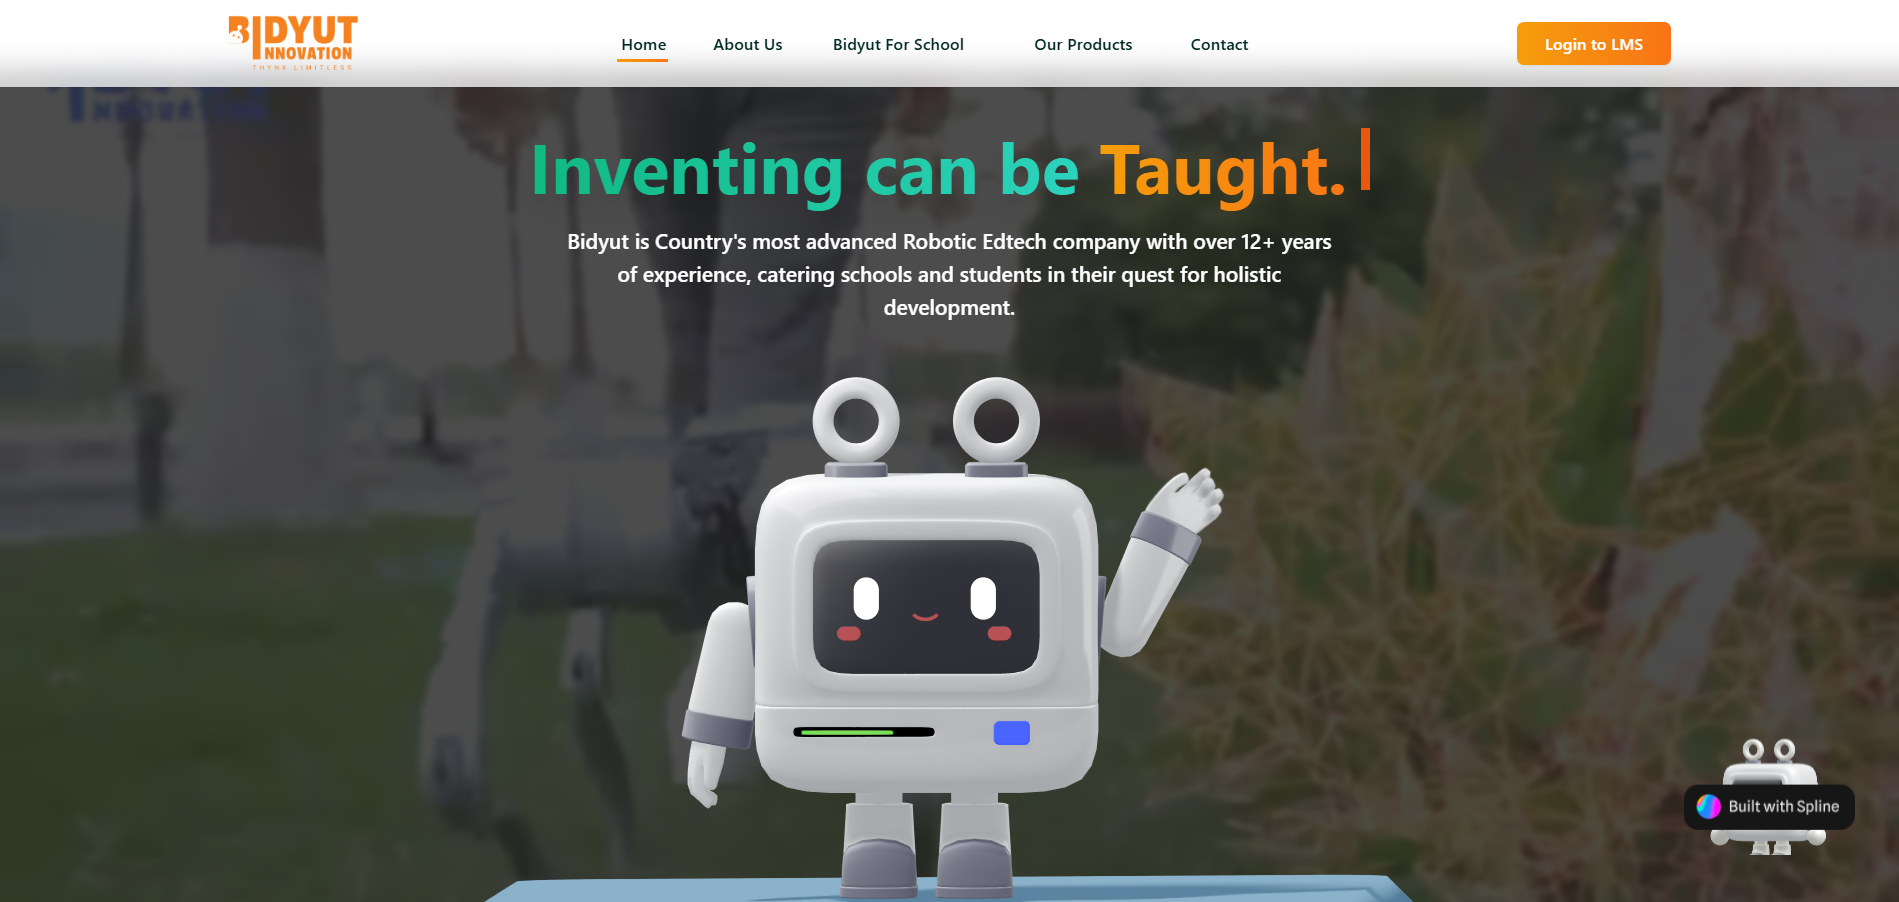 BIDYUT
INNOVATION
THYNK LIMITLESS
Home
About Us
Bidyut For School
Our Products
Contact
Login to LMS
NNOVATION
Inventing can be Taught.
Bidyut is Country's most advanced Robotic Edtech company with over 12+ years
of experience, catering schools and students in their quest for holistic
development.
Built with Spline